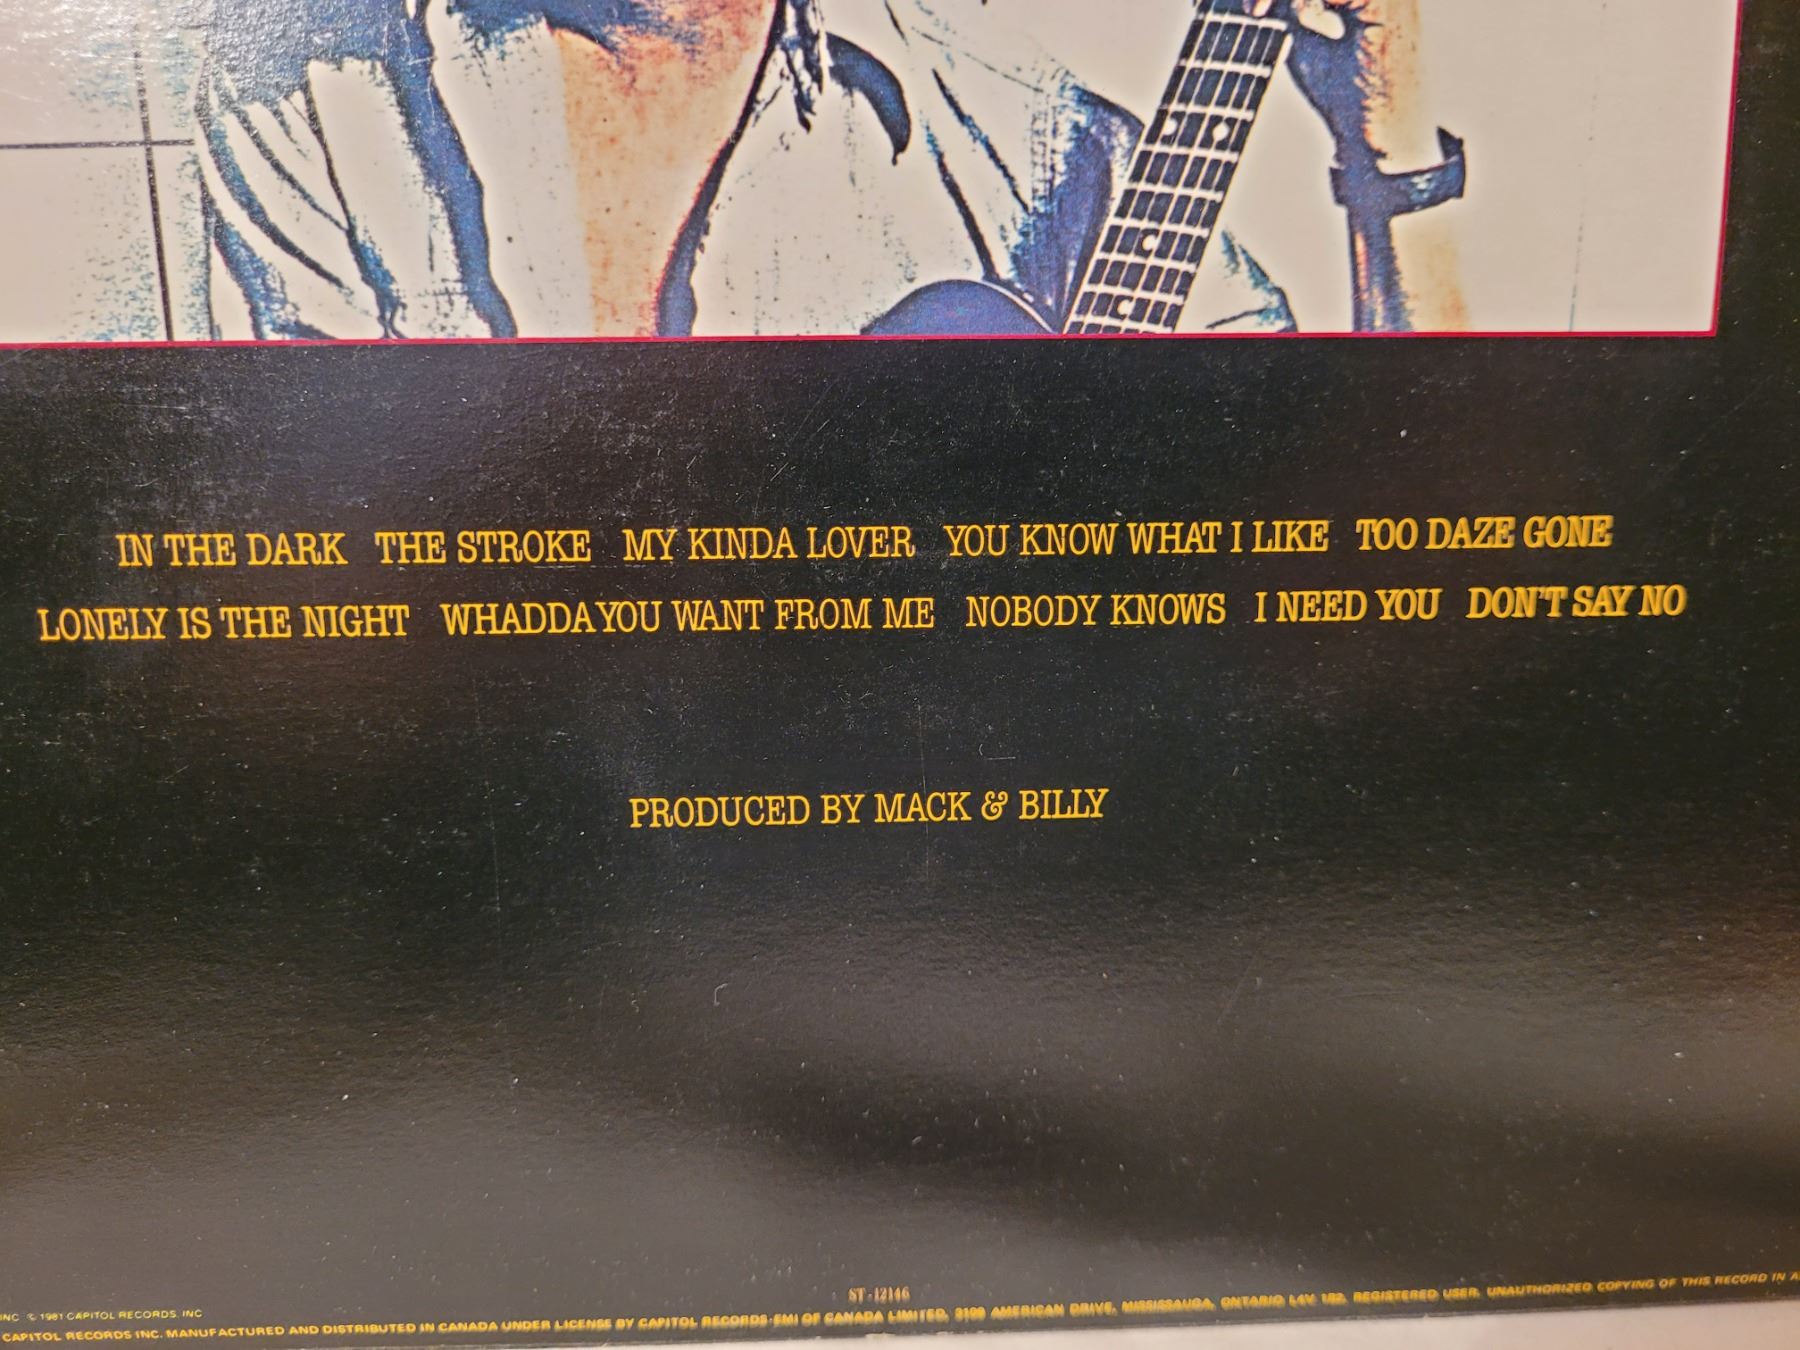 IN THE DARK THE STROKE MY KINDA LOVER YOU KNOW WHAT I LIKE TOO DAZE GONE
LONELY IS THE NIGHT WHADDAYOU WANT FROM ME NOBODY KNOWS I NEED YOU DON'T SAY NO
PRODUCED BY MACK & BILLY
ST-12146
INC © 1981 CAPITOL RECORDS, INC
CAPITOL RECORDS INC. MANUFACTURED AND DISTRIBUTED IN CANADA UNDER LICENSE BY CAPITOL RECORDS-EMI OF CANADA LIMITED, 3109 AMERICAN DRIVE, MISSISSAUGA, ONTARIO L4V 1B2. REGISTERED USER. UNAUTHORIZED COPYING OF THIS RECORD IN